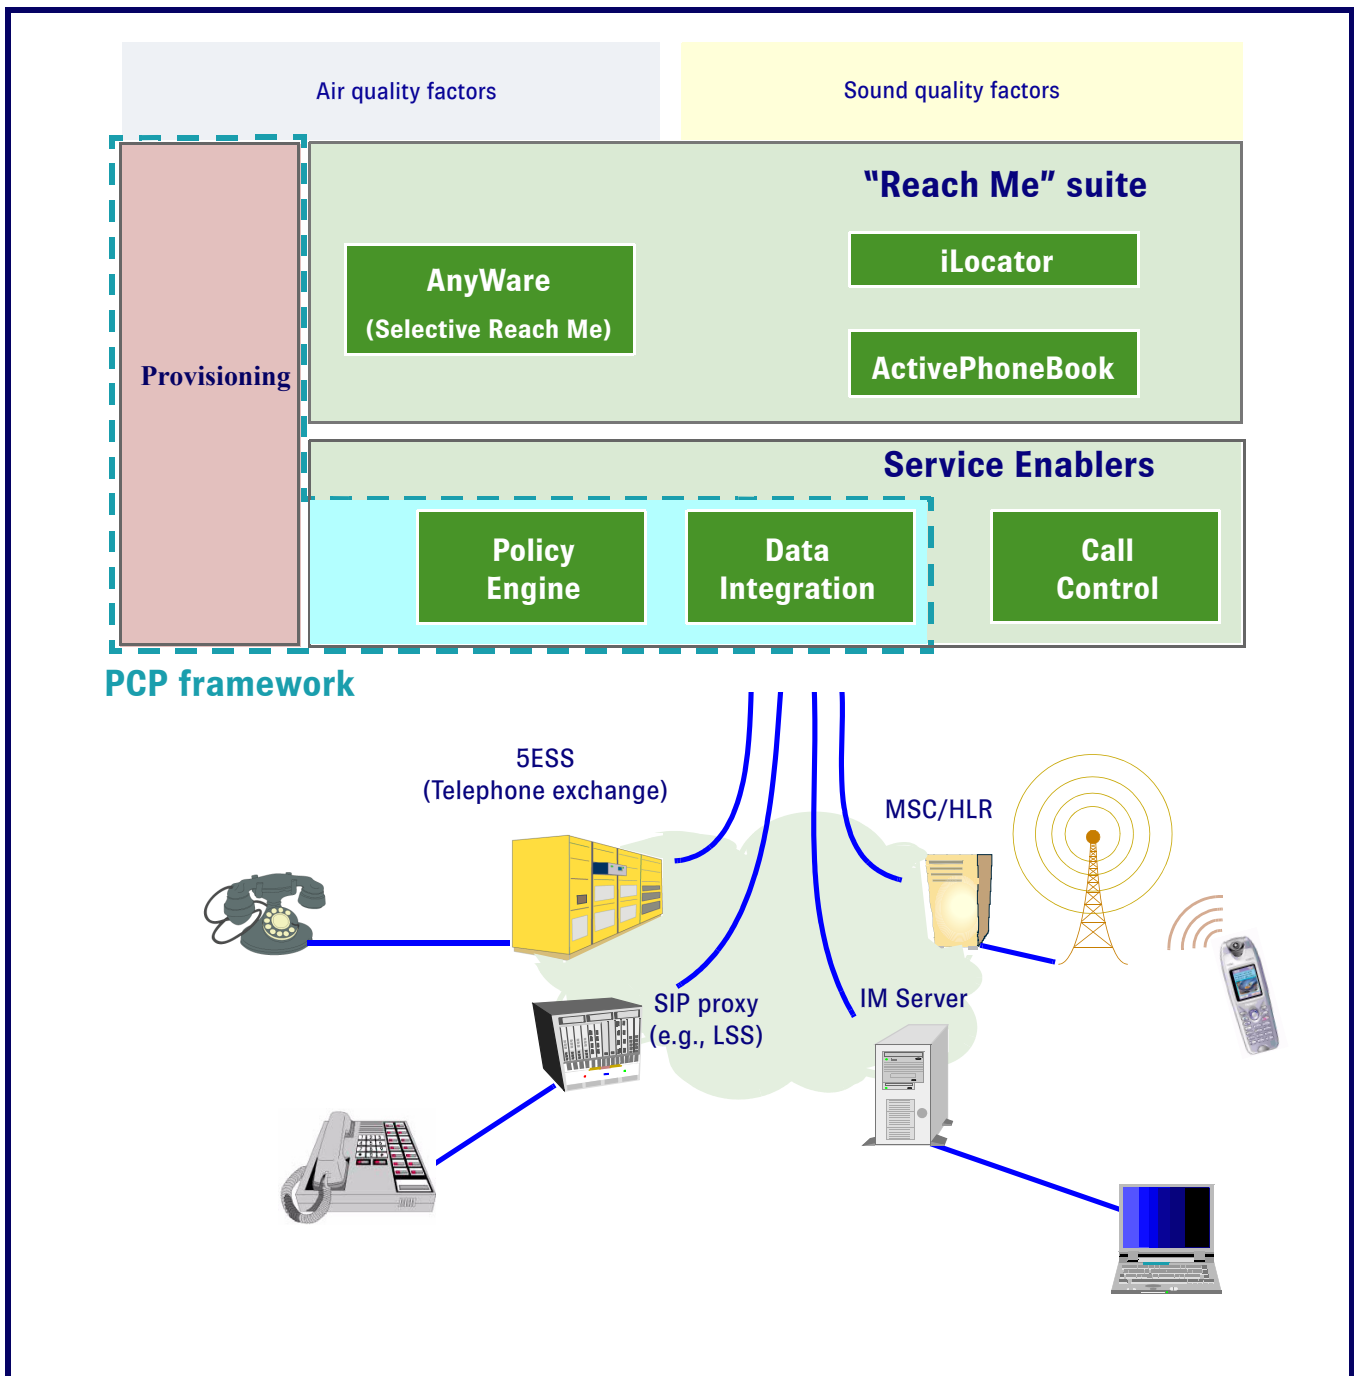 Air quality factors
Sound quality factors
“Reach Me” suite
AnyWare
(Selective Reach Me)
iLocator
ActivePhoneBook
Provisioning
Service Enablers
Policy
Engine
Data
Integration
Call
Control
PCP framework
5ESS
(Telephone exchange)
MSC/HLR
SIP proxy
(e.g., LSS)
IM Server